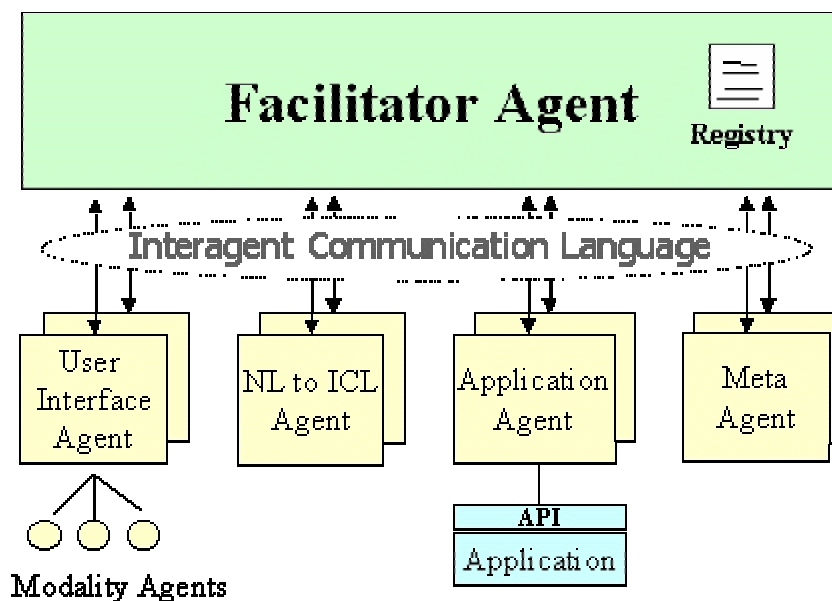 Facilitator Agent
Registry
Interagent Communication Language
User
Interface
Agent
NL to ICL
Agent
Application
Agent
Meta
Agent
API
Application
Modality Agents